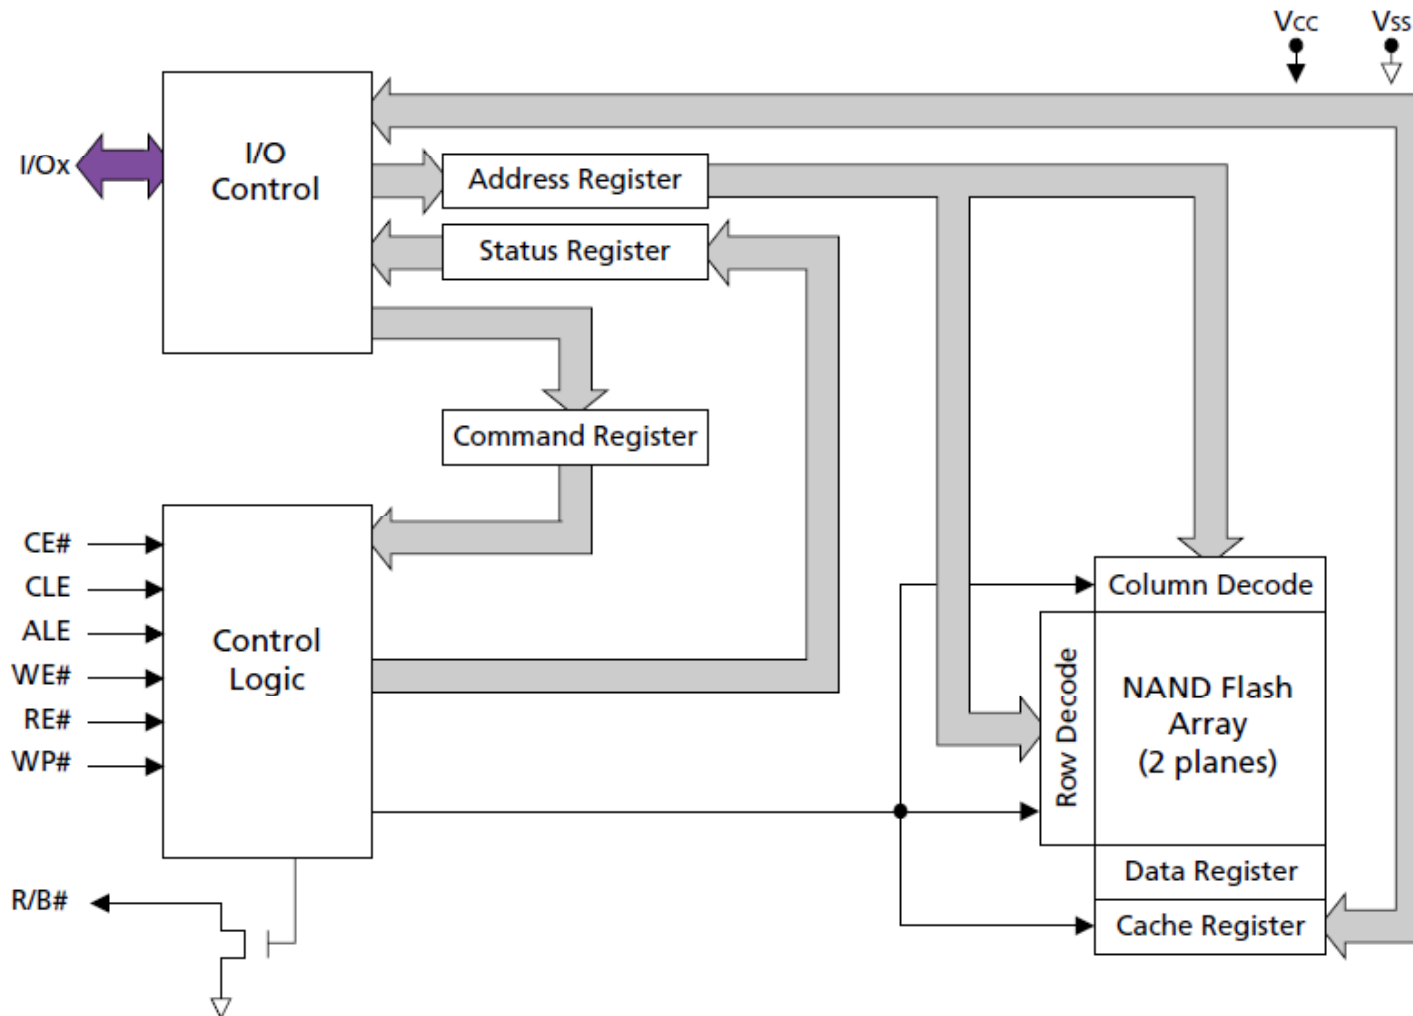 Vcc
Vss
I/Ox
I/O
Control
Address Register
Status Register
Command Register
CE#
CLE
ALE
WE#
RE#
WP#
Control
Logic
R/B#
Column Decode
Row Decode
NAND Flash
Array
(2 planes)
Data Register
Cache Register